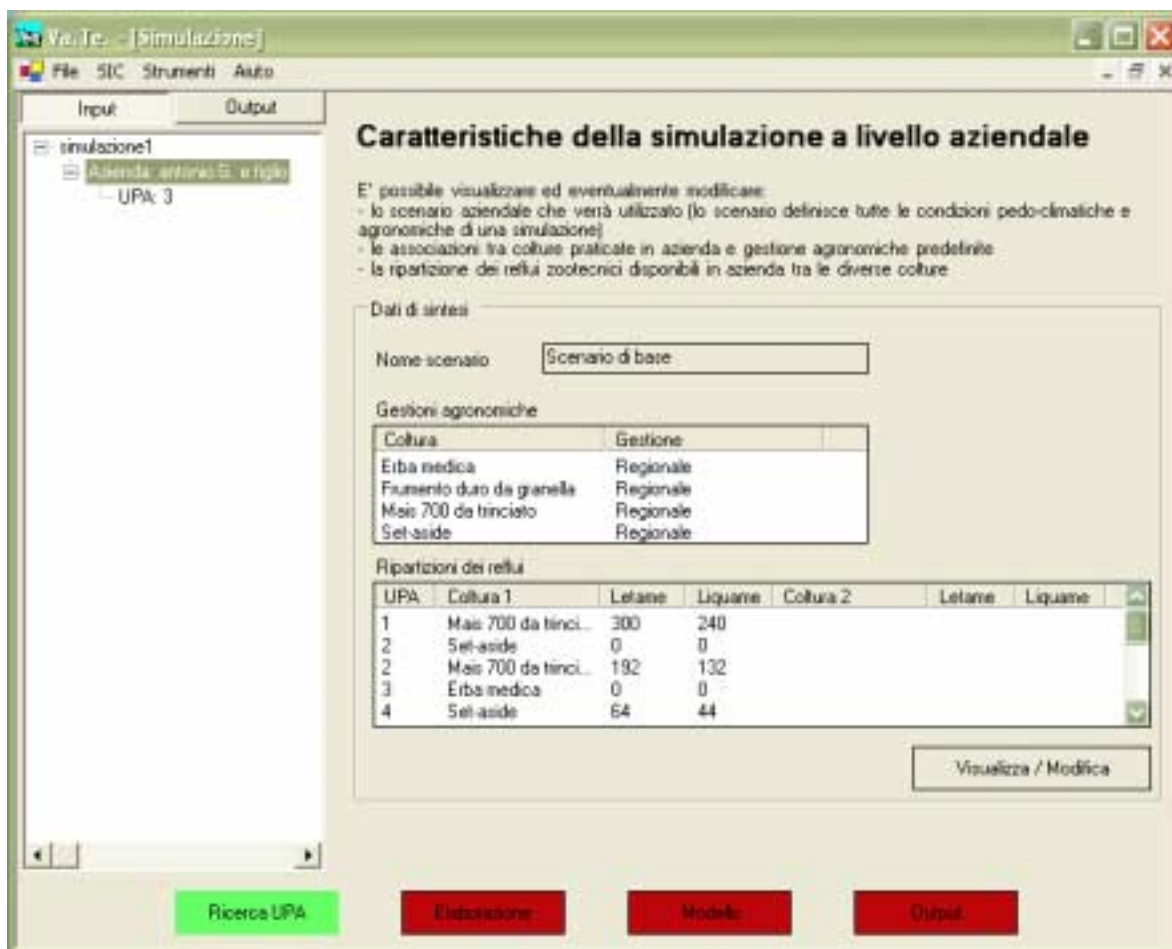 Va.Te. - [Simulazione]
File SIC Strumenti Aiuto
Input Output
simulazione1
Azienda: antonio G. e figlio
UPA: 3
Caratteristiche della simulazione a livello aziendale
E' possibile visualizzare ed eventualmente modificare:
- lo scenario aziendale che verrà utilizzato (lo scenario definisce tutte le condizioni pedo-climatiche e
agronomiche di una simulazione)
- le associazioni tra colture praticate in azienda e gestione agronomiche predefinite
- la ripartizione dei reflui zootecnici disponibili in azienda tra le diverse colture
Dati di sintesi
Nome scenario Scenario di base
Gestioni agronomiche
Coltura Gestione
Erba medica Regionale
Frumento duro da granella Regionale
Mais 700 da trinciato Regionale
Set-aside Regionale
Ripartizioni dei reflui
UPA Coltura 1 Letame Liquame Coltura 2 Letame Liquame
1 Mais 700 da trinci... 300 240
2 Set-aside 0 0
2 Mais 700 da trinci... 192 132
3 Erba medica 0 0
4 Set-aside 64 44
Visualizza / Modifica
Ricerca UPA Elaborazione Modello Output